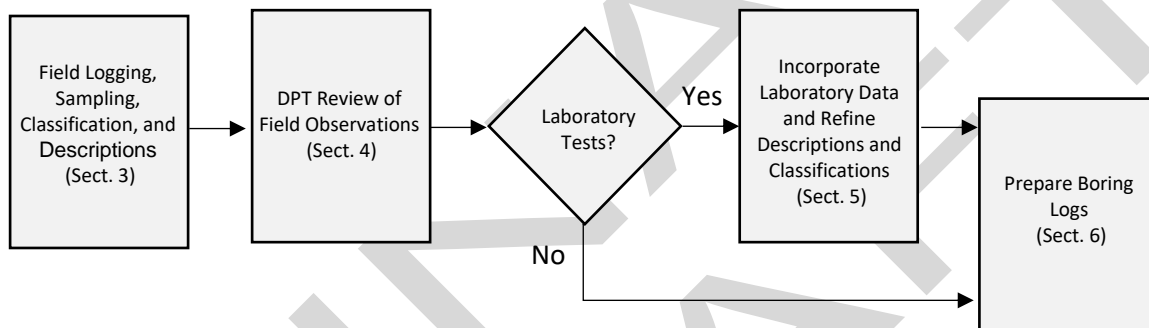 Field Logging,
Sampling,
Classification, and
Descriptions
(Sect. 3)
DPT Review of
Field Observations
(Sect. 4)
Laboratory
Tests?
Yes
No
Incorporate
Laboratory Data
and Refine
Descriptions and
Classifications
(Sect. 5)
Prepare Boring
Logs
(Sect. 6)